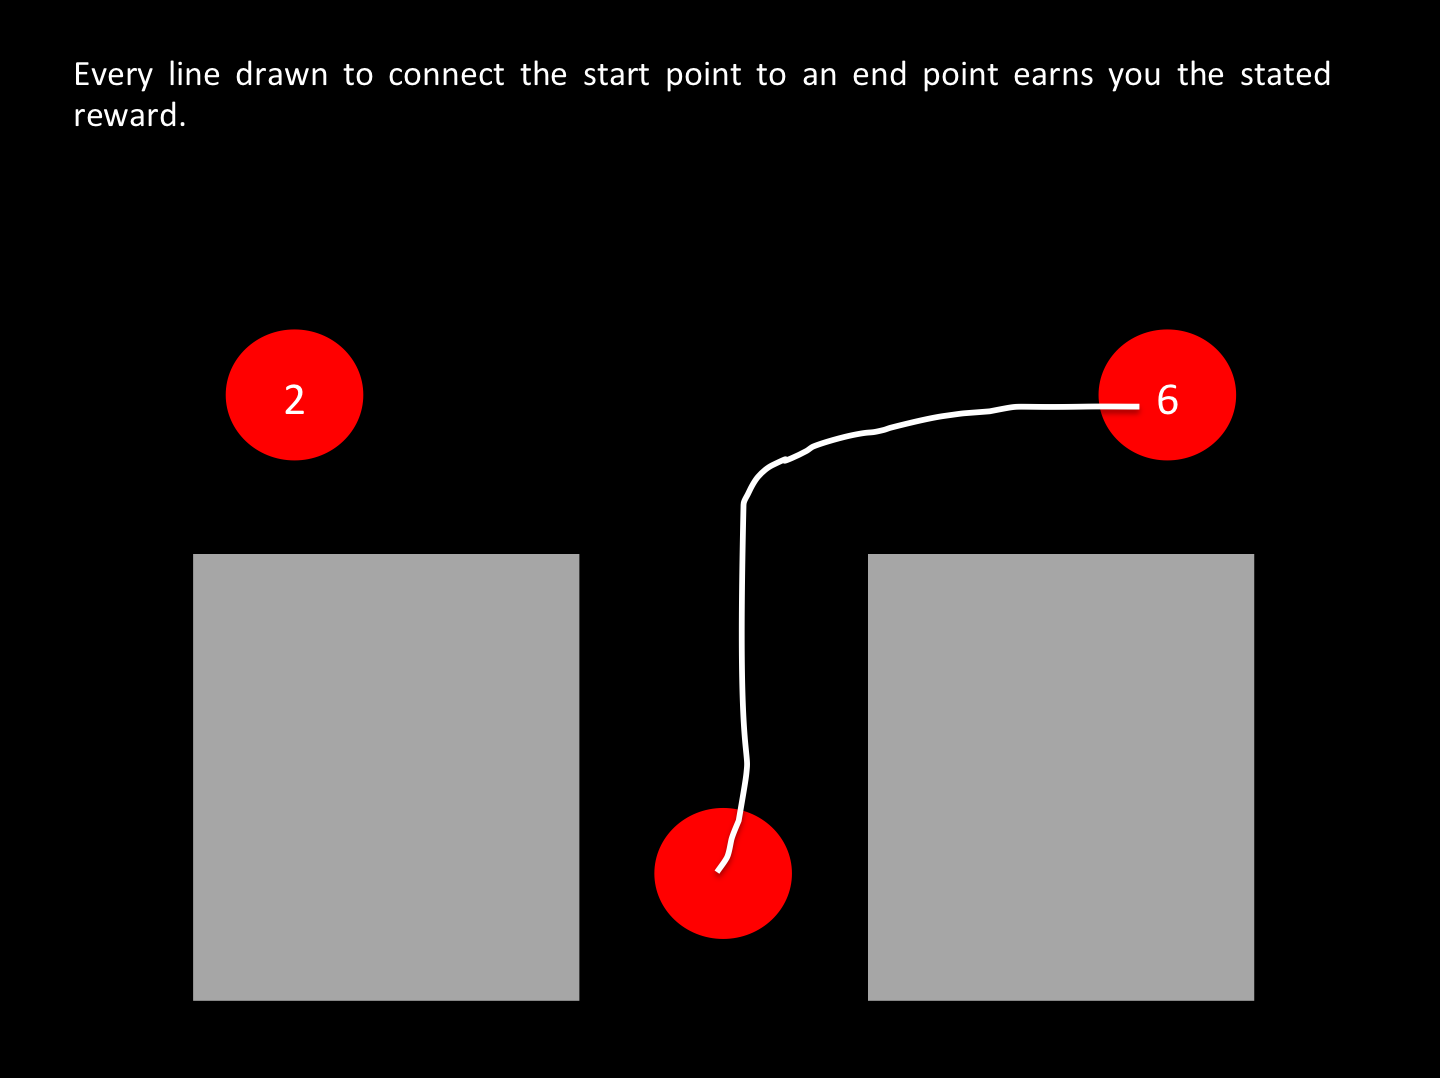 Every line drawn to connect the start point to an end point earns you the stated
reward.
2
6